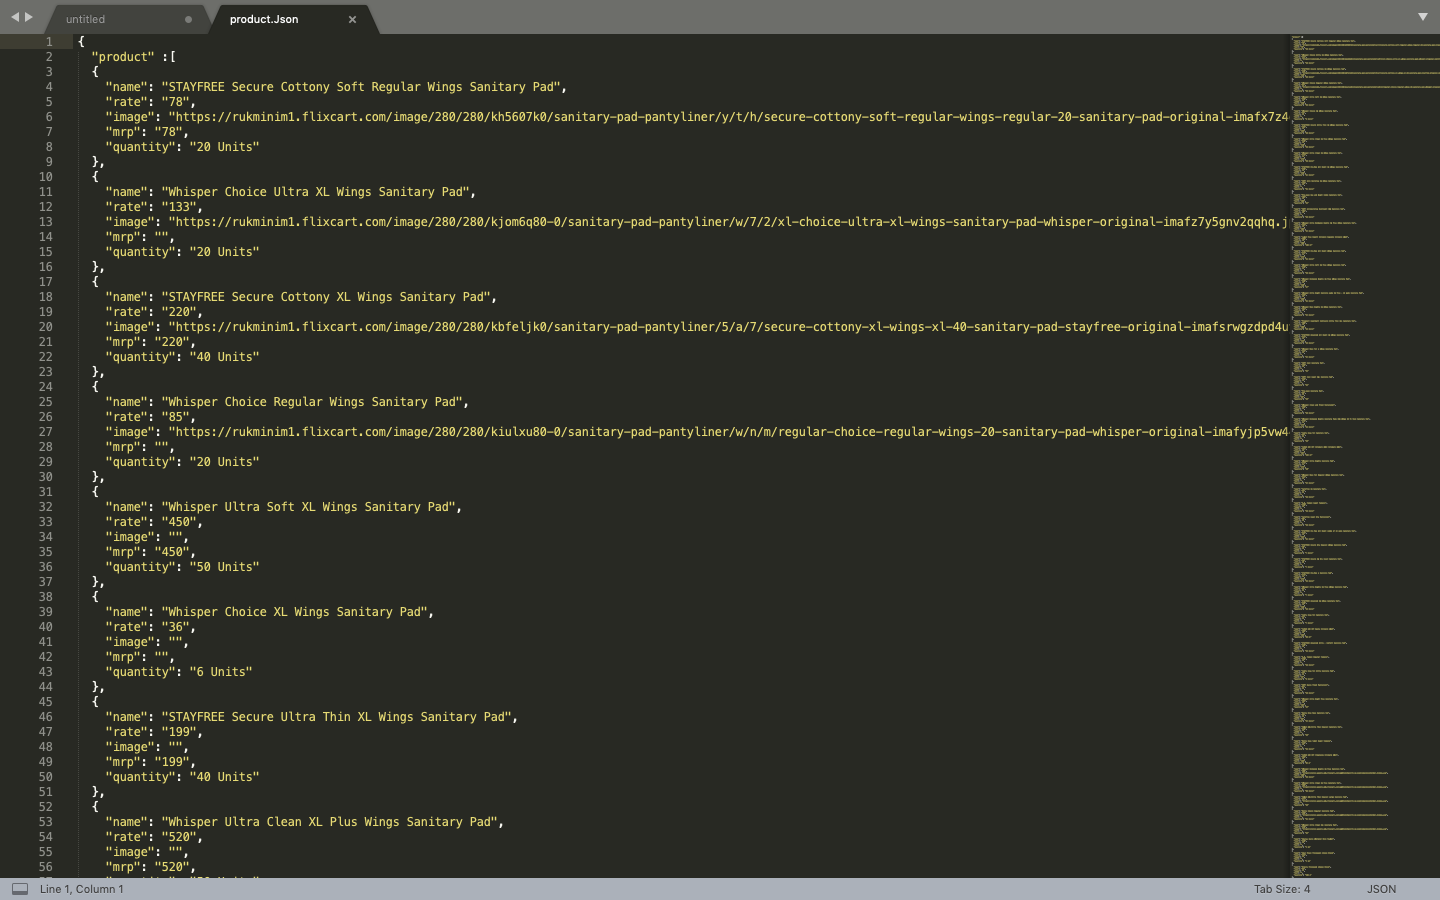 untitled
product.Json
1 {
2 "product" :[
3 {
4 "name": "STAYFREE Secure Cottony Soft Regular Wings Sanitary Pad",
5 "rate": "78",
6 "image": "https://rukminim1.flixcart.com/image/280/280/kh5607k0/sanitary-pad-pantyliner/y/t/h/secure-cottony-soft-regular-wings-regular-20-sanitary-pad-original-imafx7z4
7 "mrp": "78",
8 "quantity": "20 Units"
9 },
10 {
11 "name": "Whisper Choice Ultra XL Wings Sanitary Pad",
12 "rate": "133",
13 "image": "https://rukminim1.flixcart.com/image/280/280/kjom6q80-0/sanitary-pad-pantyliner/w/7/2/xl-choice-ultra-xl-wings-sanitary-pad-whisper-original-imafz7y5gnv2qqhq.j
14 "mrp": "",
15 "quantity": "20 Units"
16 },
17 {
18 "name": "STAYFREE Secure Cottony XL Wings Sanitary Pad",
19 "rate": "220",
20 "image": "https://rukminim1.flixcart.com/image/280/280/kbfeljk0/sanitary-pad-pantyliner/5/a/7/secure-cottony-xl-wings-xl-40-sanitary-pad-stayfree-original-imafsrwgzdpd4u
21 "mrp": "220",
22 "quantity": "40 Units"
23 },
24 {
25 "name": "Whisper Choice Regular Wings Sanitary Pad",
26 "rate": "85",
27 "image": "https://rukminim1.flixcart.com/image/280/280/kiulxu80-0/sanitary-pad-pantyliner/w/n/m/regular-choice-regular-wings-20-sanitary-pad-whisper-original-imafyjp5vw4
28 "mrp": "",
29 "quantity": "20 Units"
30 },
31 {
32 "name": "Whisper Ultra Soft XL Wings Sanitary Pad",
33 "rate": "450",
34 "image": "",
35 "mrp": "450",
36 "quantity": "50 Units"
37 },
38 {
39 "name": "Whisper Choice XL Wings Sanitary Pad",
40 "rate": "36",
41 "image": "",
42 "mrp": "",
43 "quantity": "6 Units"
44 },
45 {
46 "name": "STAYFREE Secure Ultra Thin XL Wings Sanitary Pad",
47 "rate": "199",
48 "image": "",
49 "mrp": "199",
50 "quantity": "40 Units"
51 },
52 {
53 "name": "Whisper Ultra Clean XL Plus Wings Sanitary Pad",
54 "rate": "520",
55 "image": "",
56 "mrp": "520",
Line 1, Column 1
Tab Size: 4
JSON